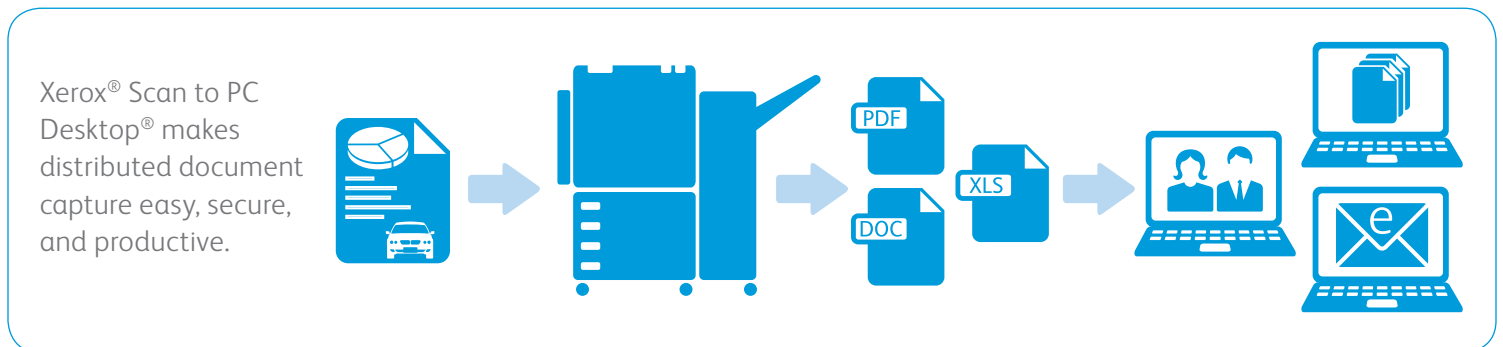 Xerox® Scan to PC
Desktop® makes
distributed document
capture easy, secure,
and productive.
PDF
XLS
DOC
e